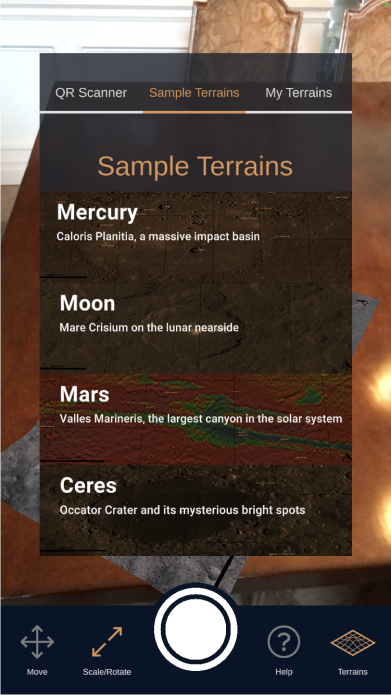 QR Scanner
Sample Terrains
My Terrains
Sample Terrains
Mercury
Caloris Planitia, a massive impact basin
Moon
Mare Crisium on the lunar nearside
Mars
Valles Marineris, the largest canyon in the solar system
Ceres
Occator Crater and its mysterious bright spots
Move
Scale/Rotate
?
Help
Terrains